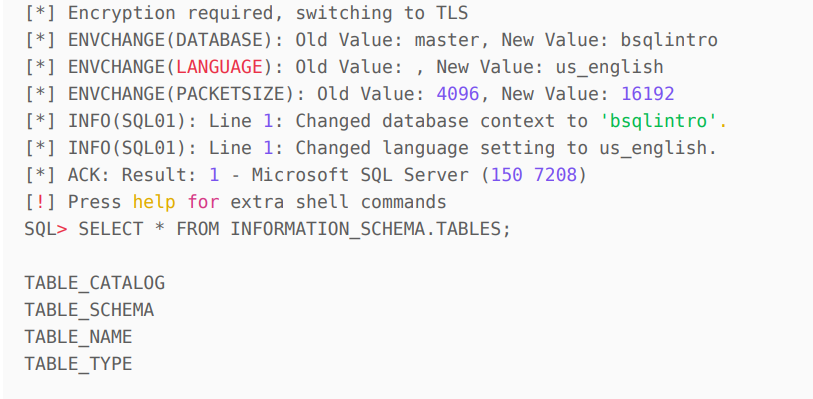 [*] Encryption required, switching to TLS
[*] ENVCHANGE(DATABASE): Old Value: master, New Value: bsqlintro
[*] ENVCHANGE(LANGUAGE): Old Value: , New Value: us_english
[*] ENVCHANGE(PACKETSIZE): Old Value: 4096, New Value: 16192
[*] INFO(SQL01): Line 1: Changed database context to 'bsqlintro'.
[*] INFO(SQL01): Line 1: Changed language setting to us_english.
[*] ACK: Result: 1 - Microsoft SQL Server (150 7208)
[!] Press help for extra shell commands
SQL> SELECT * FROM INFORMATION_SCHEMA.TABLES;
TABLE_CATALOG
TABLE_SCHEMA
TABLE_NAME
TABLE_TYPE